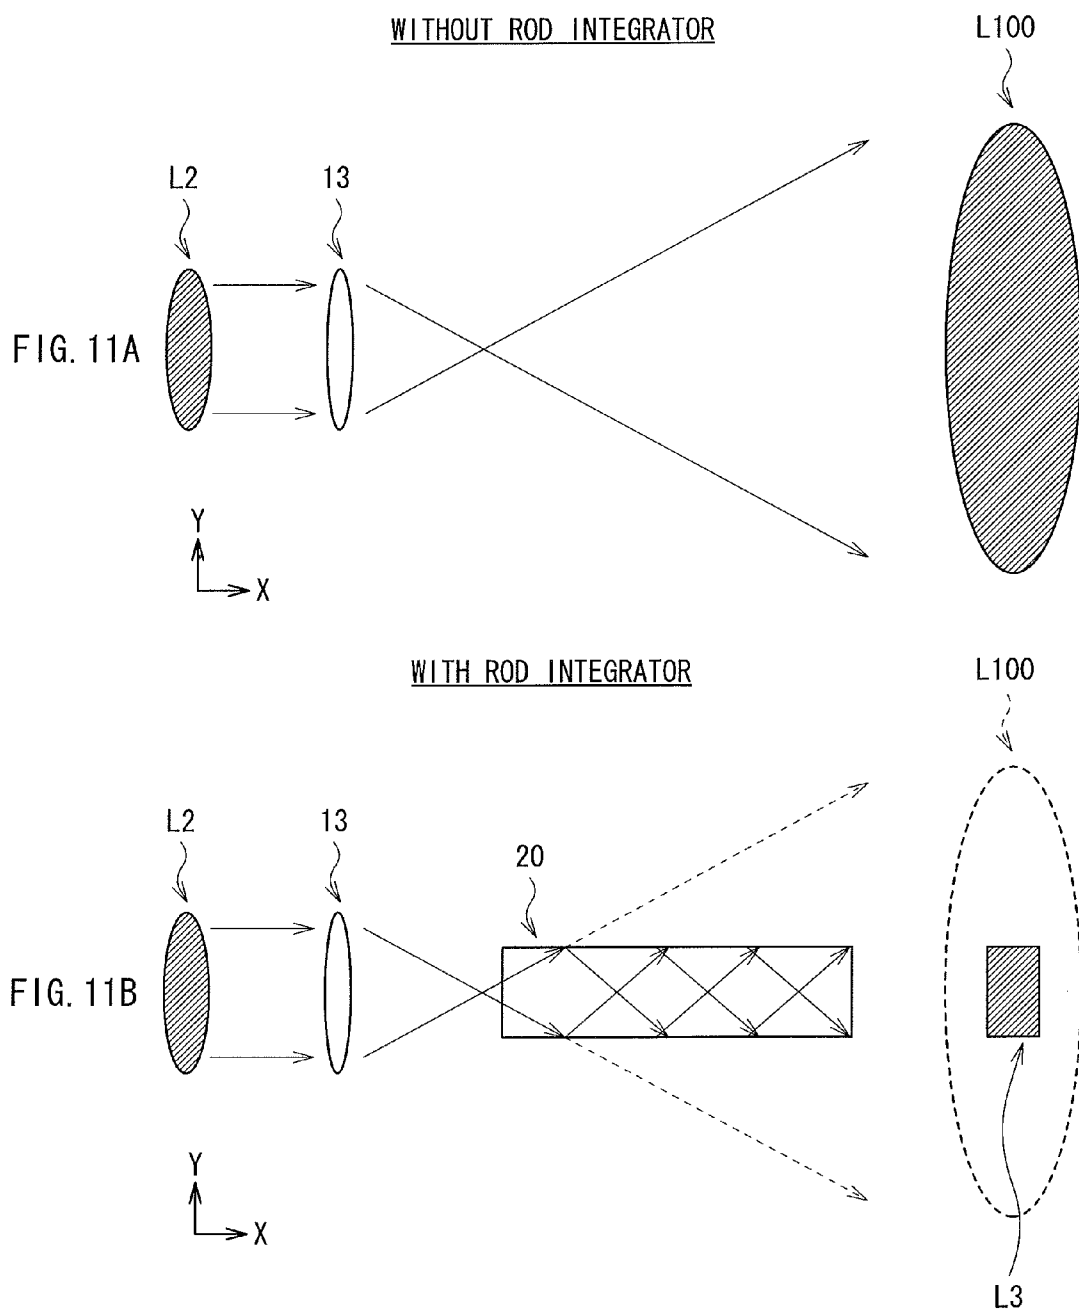 WITHOUT ROD INTEGRATOR
L100
L2
13
FIG. 11A
Y
X
WITH ROD INTEGRATOR
L100
L2
13
20
FIG. 11B
Y
X
L3